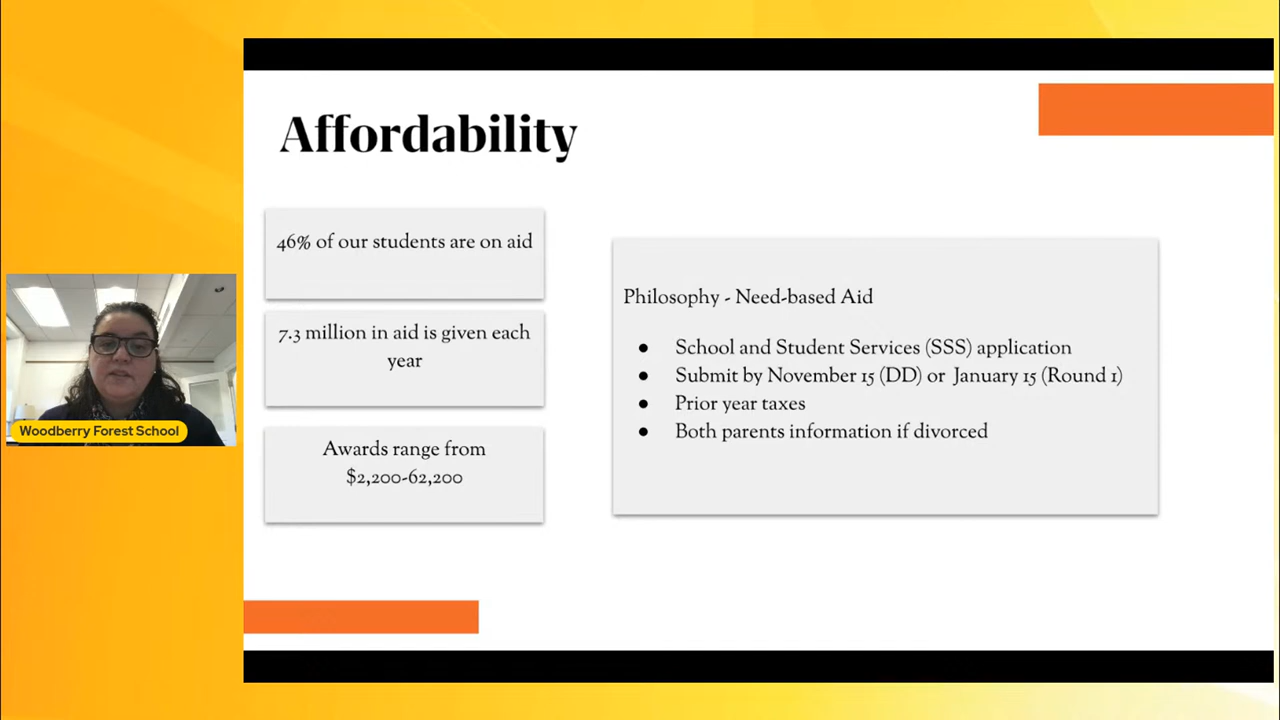 Affordability
46% of our students are on aid
7.3 million in aid is given each
year
Awards range from
$2,200-62,200
Philosophy - Need-based Aid
● School and Student Services (SSS) application
● Submit by November 15 (DD) or January 15 (Round 1)
● Prior year taxes
● Both parents information if divorced
Woodberry Forest School